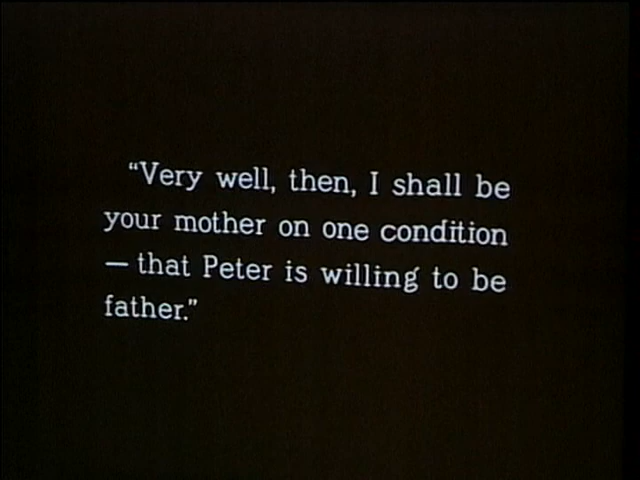 “Very well, then, I shall be
your mother on one condition
— that Peter is willing to be
father.”